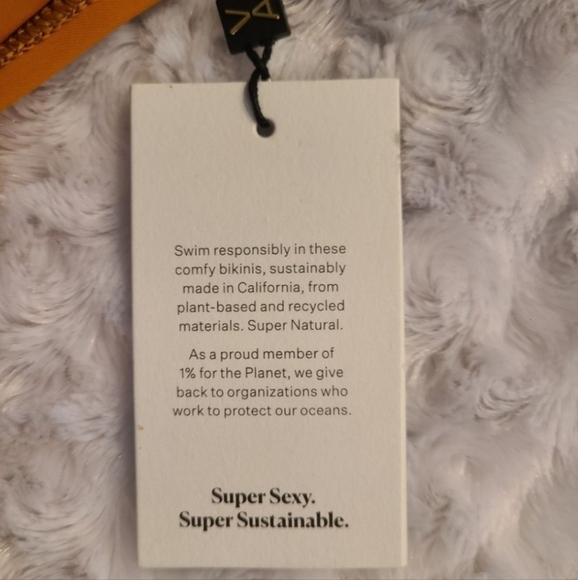 VA
Swim responsibly in these
comfy bikinis, sustainably
made in California, from
plant-based and recycled
materials. Super Natural.
As a proud member of
1% for the Planet, we give
back to organizations who
work to protect our oceans.
Super Sexy.
Super Sustainable.